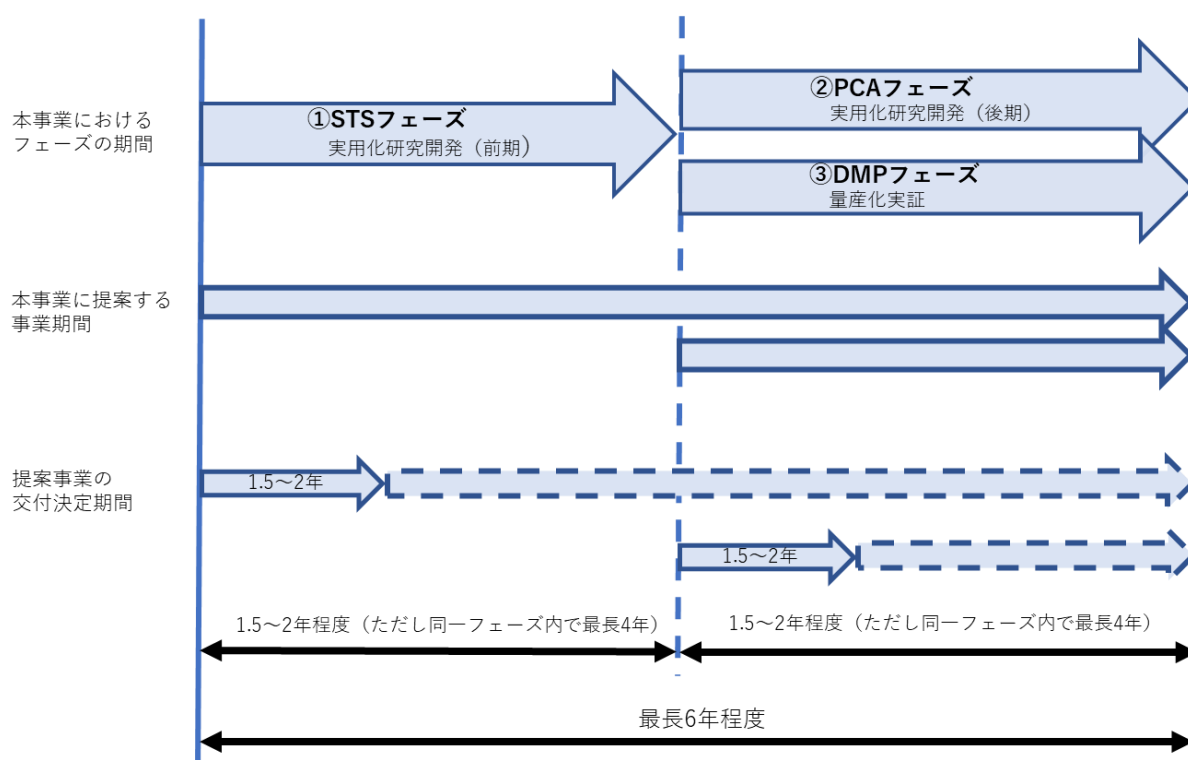 ①STSフェーズ
実用化研究開発（前期）
②PCAフェーズ
実用化研究開発（後期）
③DMPフェーズ
量産化実証
本事業における
フェーズの期間
本事業に提案する
事業期間
提案事業の
交付決定期間
1.5～2年
1.5～2年
1.5～2年程度（ただし同一フェーズ内で最長4年）
1.5～2年程度（ただし同一フェーズ内で最長4年）
最長6年程度